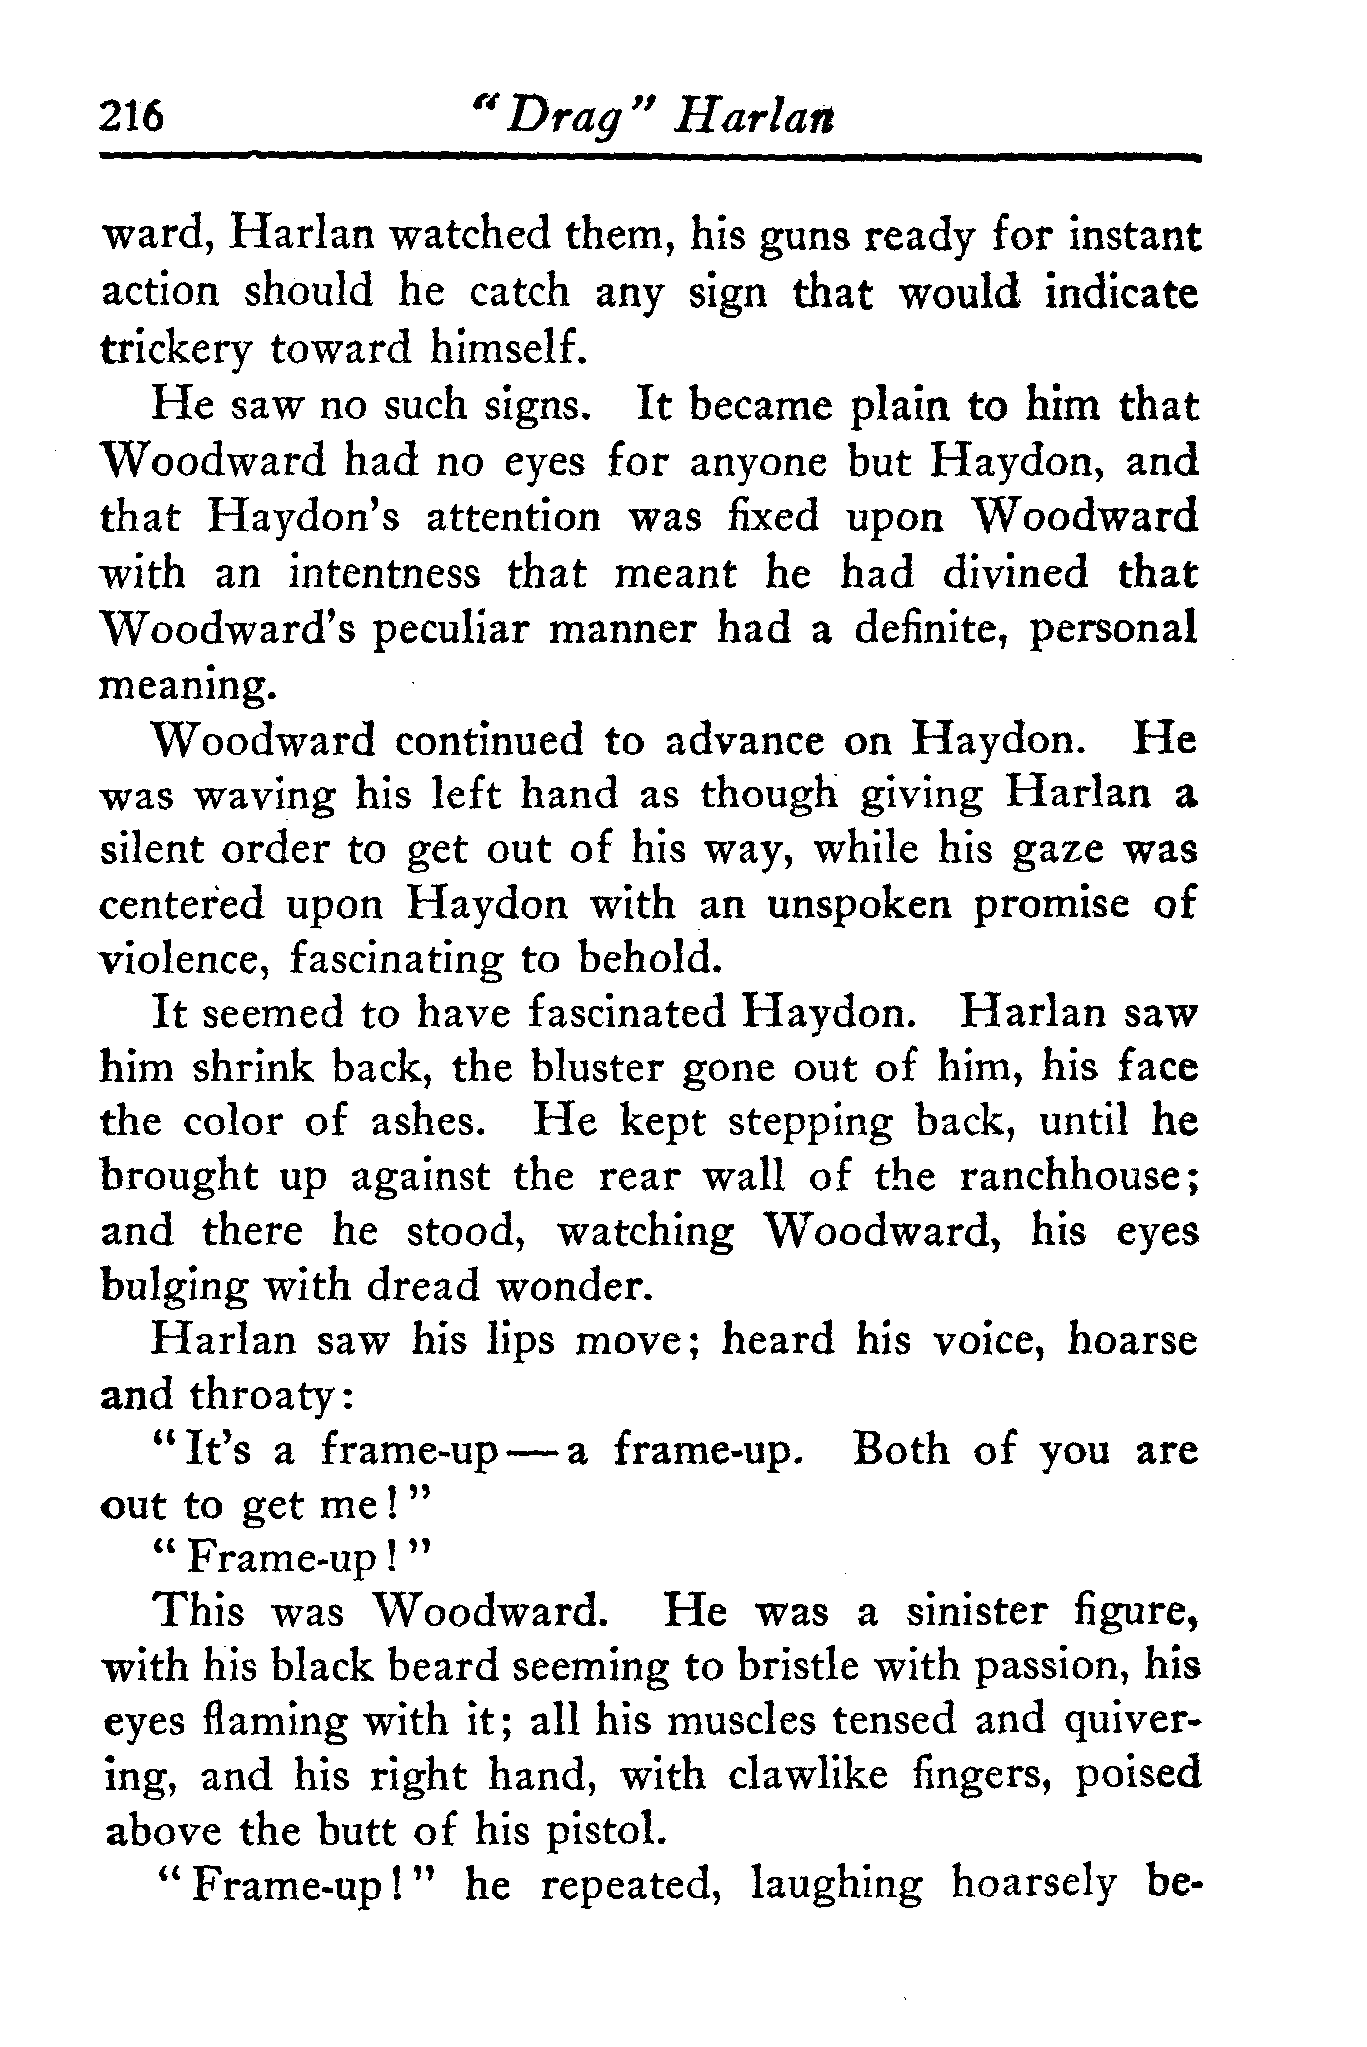 216 "Drag" Harlan
ward, Harlan watched them, his guns ready for instant
action should he catch any sign that would indicate
trickery toward himself.
He saw no such signs. It became plain to him that
Woodward had no eyes for anyone but Haydon, and
that Haydon's attention was fixed upon Woodward
with an intentness that meant he had divined that
Woodward's peculiar manner had a definite, personal
meaning.
Woodward continued to advance on Haydon. He
was waving his left hand as though giving Harlan a
silent order to get out of his way, while his gaze was
centered upon Haydon with an unspoken promise of
violence, fascinating to behold.
It seemed to have fascinated Haydon. Harlan saw
him shrink back, the bluster gone out of him, his face
the color of ashes. He kept stepping back, until he
brought up against the rear wall of the ranchhouse;
and there he stood, watching Woodward, his eyes
bulging with dread wonder.
Harlan saw his lips move; heard his voice, hoarse
and throaty:
"It's a frame-up—a frame-up. Both of you are
out to get me!"
"Frame-up!"
This was Woodward. He was a sinister figure,
with his black beard seeming to bristle with passion, his
eyes flaming with it; all his muscles tensed and quiver-
ing, and his right hand, with clawlike fingers, poised
above the butt of his pistol.
"Frame-up!" he repeated, laughing hoarsely be-